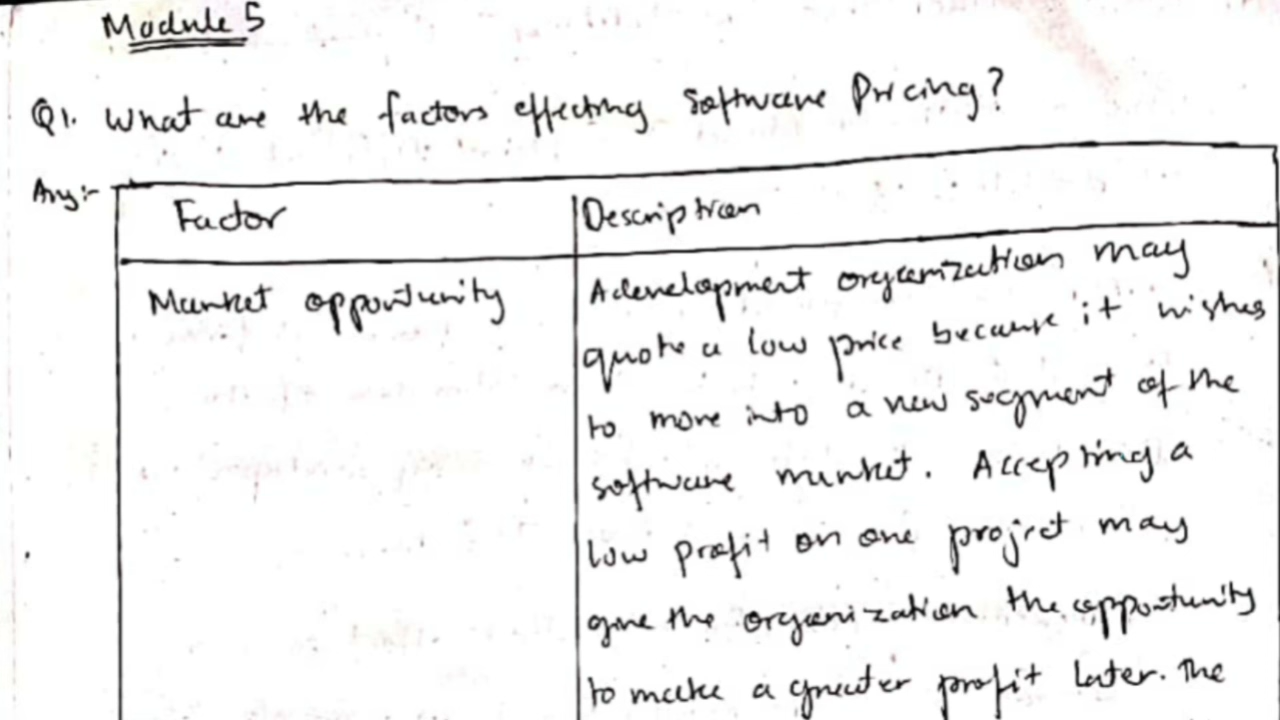 Module 5
Q1. What are the factors effecting Software Pricing?
Ans:-
Factor
Description
Market opportunity
A development organization may
quote a low price because it wishes
to move into a new segment of the
software market. Accepting a
low profit on one project may
give the organization the opportunity
to make a greater profit later. The